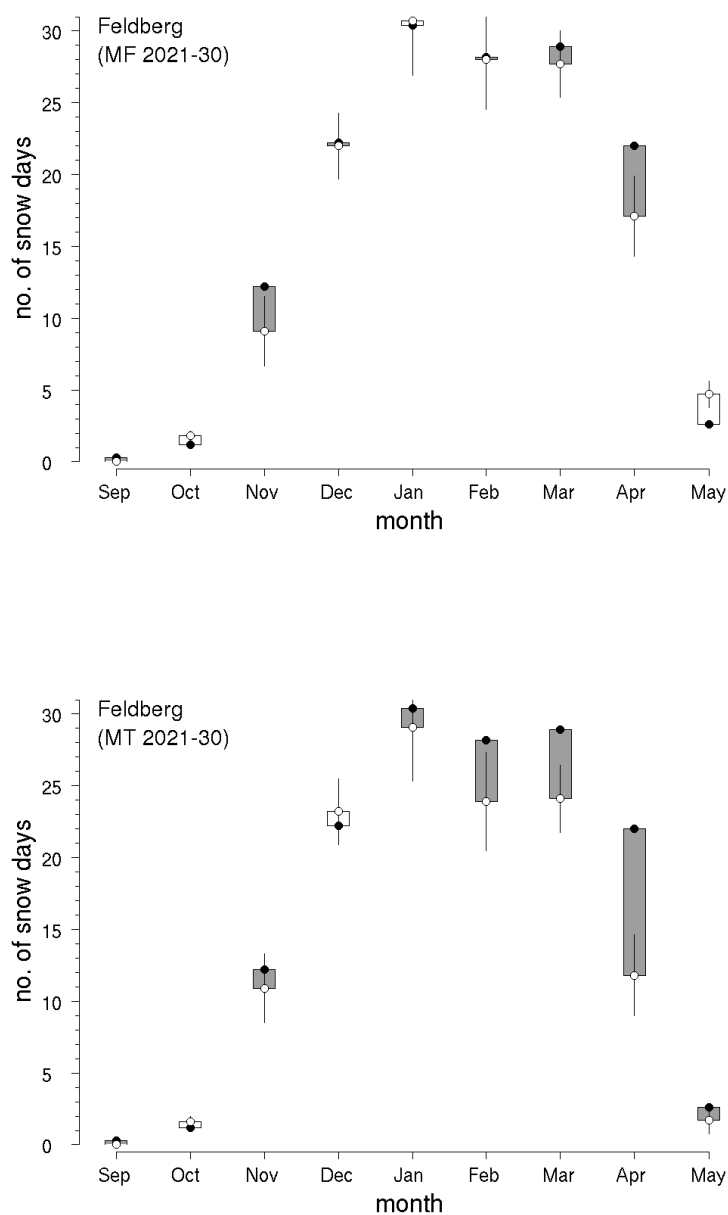 Feldberg
(MF 2021-30)
30
25
20
15
10
5
0
no. of snow days
Sep Oct Nov Dec Jan Feb Mar Apr May
month
Feldberg
(MT 2021-30)
30
25
20
15
10
5
0
no. of snow days
Sep Oct Nov Dec Jan Feb Mar Apr May
month